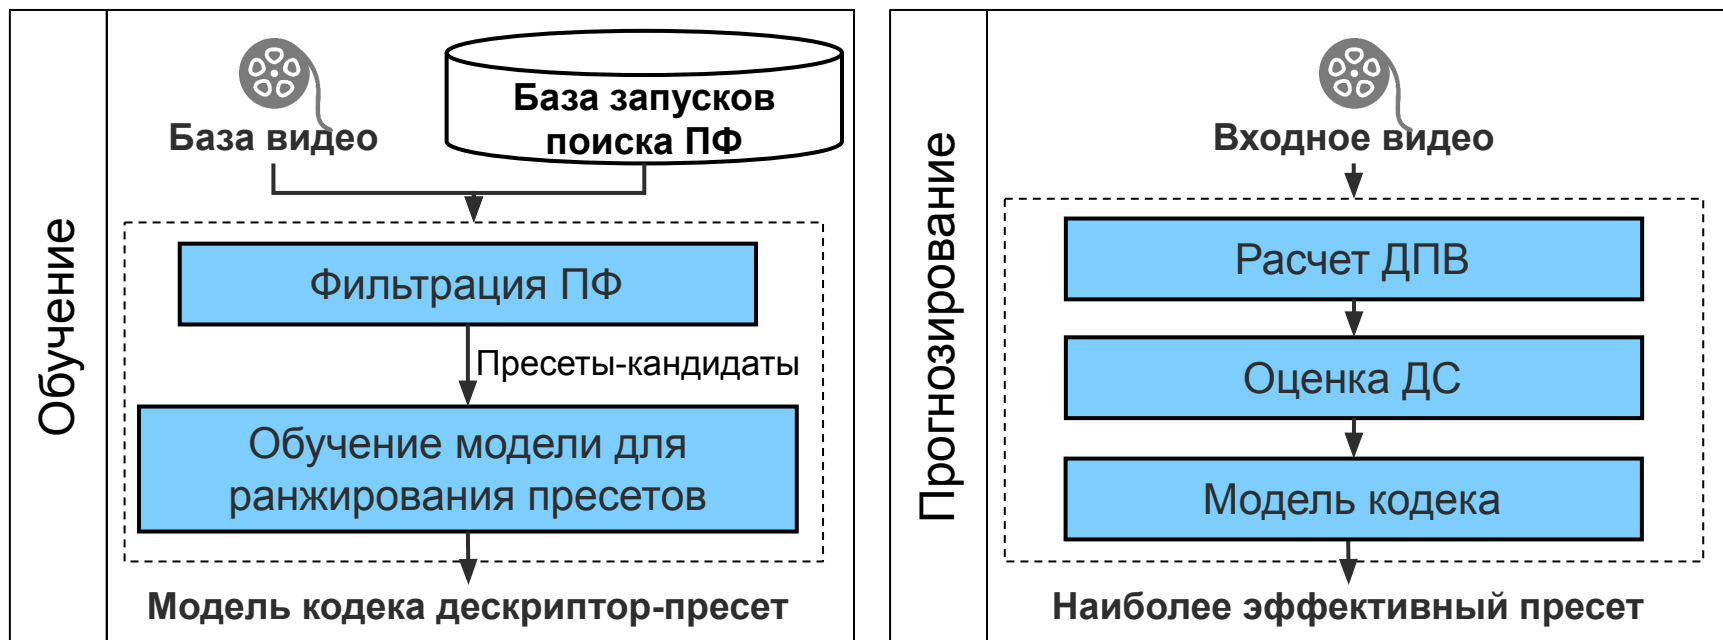 Обучение
База видео
База запусков
поиска ПФ
Фильтрация ПФ
Пресеты-кандидаты
Обучение модели для
ранжирования пресетов
Модель кодека дескриптор-пресет
Прогнозирование
Входное видео
Расчет ДПВ
Оценка ДС
Модель кодека
Наиболее эффективный пресет